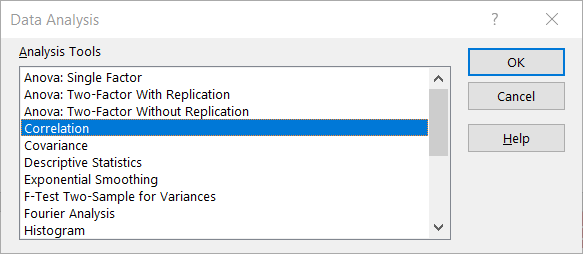 Data Analysis
Analysis Tools
Anova: Single Factor
Anova: Two-Factor With Replication
Anova: Two-Factor Without Replication
Correlation
Covariance
Descriptive Statistics
Exponential Smoothing
F-Test Two-Sample for Variances
Fourier Analysis
Histogram
OK
Cancel
Help